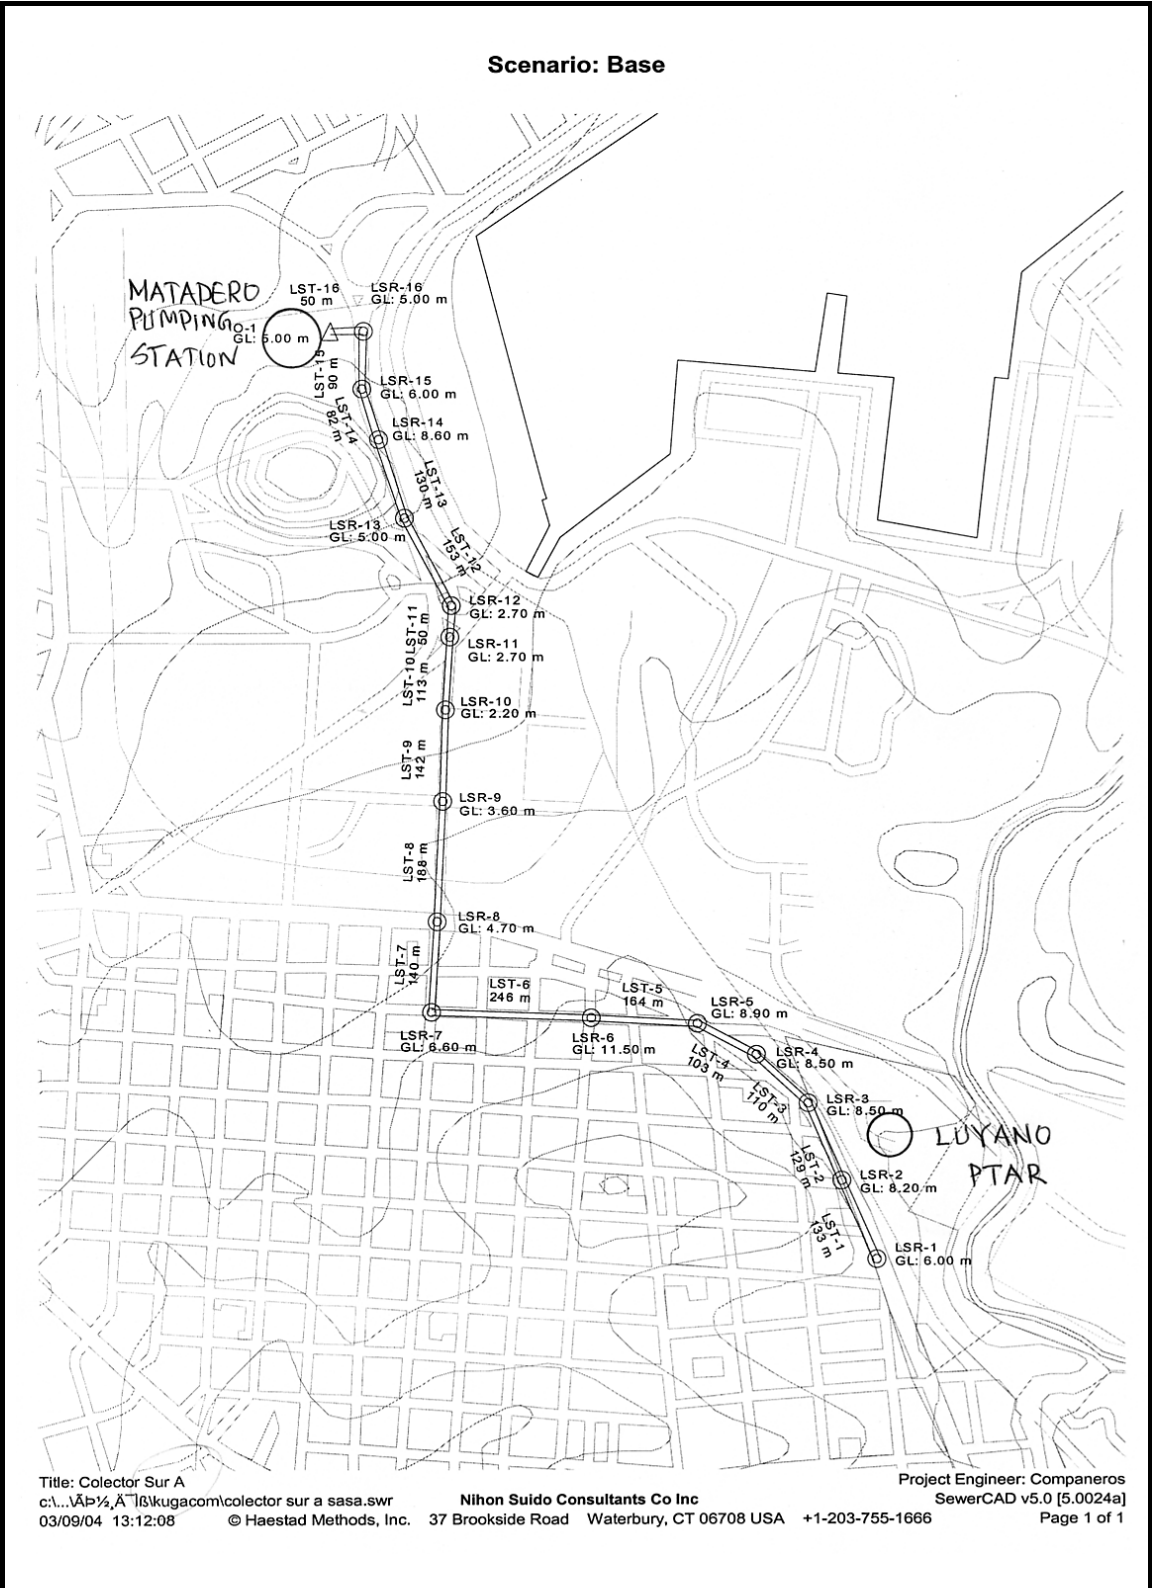 Scenario: Base
MATADERO
PUMPING
STATION
LST-16
50 m
LSR-16
GL: 5.00 m
O-1
GL: 5.00 m
LST-15
90 m
LSR-15
GL: 6.00 m
LST-14
82 m
LSR-14
GL: 8.60 m
LST-13
130 m
LSR-13
GL: 5.00 m
LST-12
153 m
LSR-12
GL: 2.70 m
LST-11
50 m
LSR-11
GL: 2.70 m
LST-10
113 m
LSR-10
GL: 2.20 m
LST-9
142 m
LSR-9
GL: 3.60 m
LST-8
188 m
LSR-8
GL: 4.70 m
LST-7
140 m
LST-6
246 m
LST-5
164 m
LSR-5
GL: 8.90 m
LSR-7
GL: 6.60 m
LSR-6
GL: 11.50 m
LST-4
103 m
LSR-4
GL: 8.50 m
LST-3
110 m
LSR-3
GL: 8.50 m
LUYANO
PTAR
LST-2
129 m
LSR-2
GL: 8.20 m
LST-1
133 m
LSR-1
GL: 6.00 m
Title: Colector Sur A
Project Engineer: Companeros
c:\...\ÃÞ½¸Ä¯Ìß\kugacom\colector sur a sasa.swr
Nihon Suido Consultants Co Inc
SewerCAD v5.0 [5.0024a]
03/09/04 13:12:08
© Haestad Methods, Inc. 37 Brookside Road Waterbury, CT 06708 USA +1-203-755-1666
Page 1 of 1